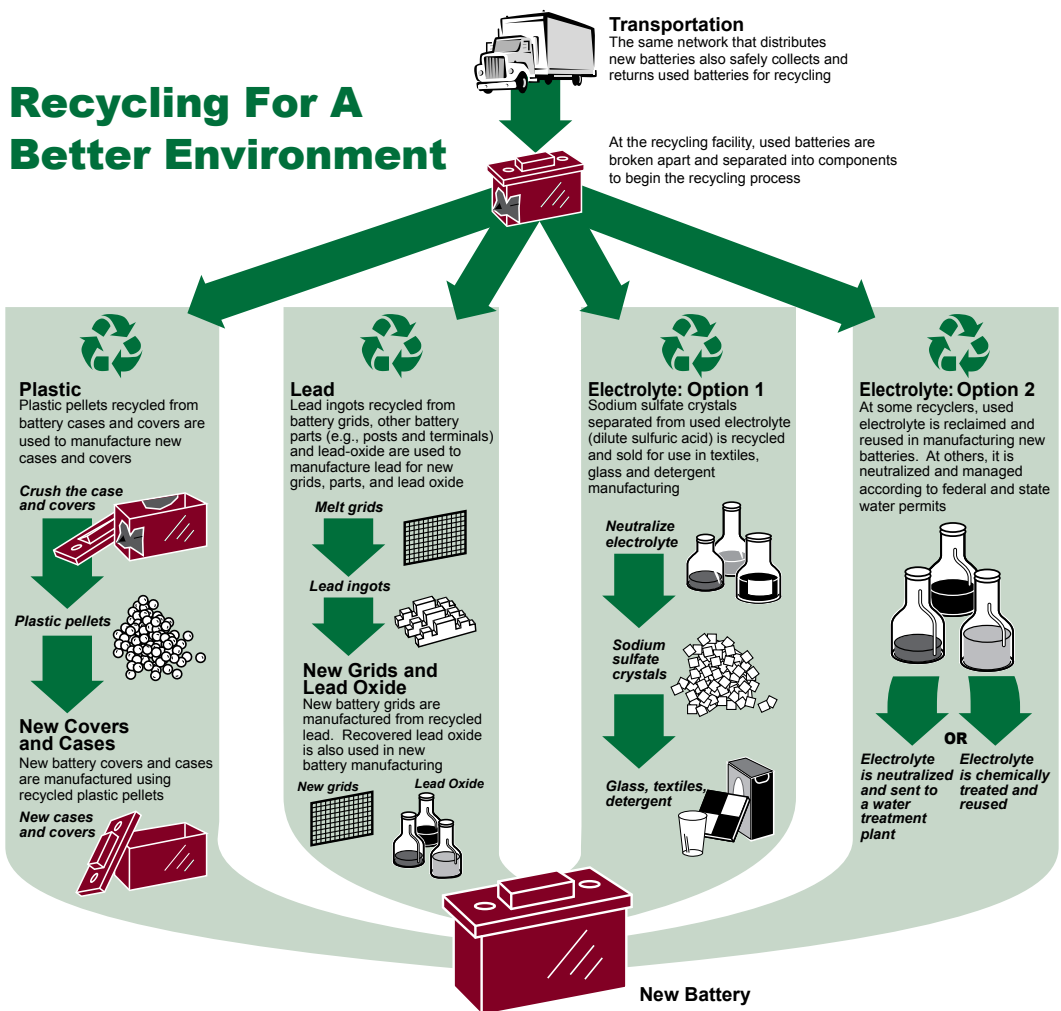 Transportation
The same network that distributes
new batteries also safely collects and
returns used batteries for recycling
Recycling For A
Better Environment
At the recycling facility, used batteries are
broken apart and separated into components
to begin the recycling process
Plastic
Plastic pellets recycled from
battery cases and covers are
used to manufacture new
cases and covers
Crush the case
and covers
Plastic pellets
New Covers
and Cases
New battery covers and cases
are manufactured using
recycled plastic pellets
New cases
and covers
Lead
Lead ingots recycled from
battery grids, other battery
parts (e.g., posts and terminals)
and lead-oxide are used to
manufacture lead for new
grids, parts, and lead oxide
Melt grids
Lead ingots
New Grids and
Lead Oxide
New battery grids are
manufactured from recycled
lead. Recovered lead oxide
is also used in new
battery manufacturing
New grids
Lead Oxide
Electrolyte: Option 1
Sodium sulfate crystals
separated from used electrolyte
(dilute sulfuric acid) is recycled
and sold for use in textiles,
glass and detergent
manufacturing
Neutralize
electrolyte
Sodium
sulfate
crystals
Glass, textiles,
detergent
Electrolyte: Option 2
At some recyclers, used
electrolyte is reclaimed and
reused in manufacturing new
batteries. At others, it is
neutralized and managed
according to federal and state
water permits
OR
Electrolyte
is neutralized
and sent to
a water
treatment
plant
Electrolyte
is chemically
treated and
reused
New Battery